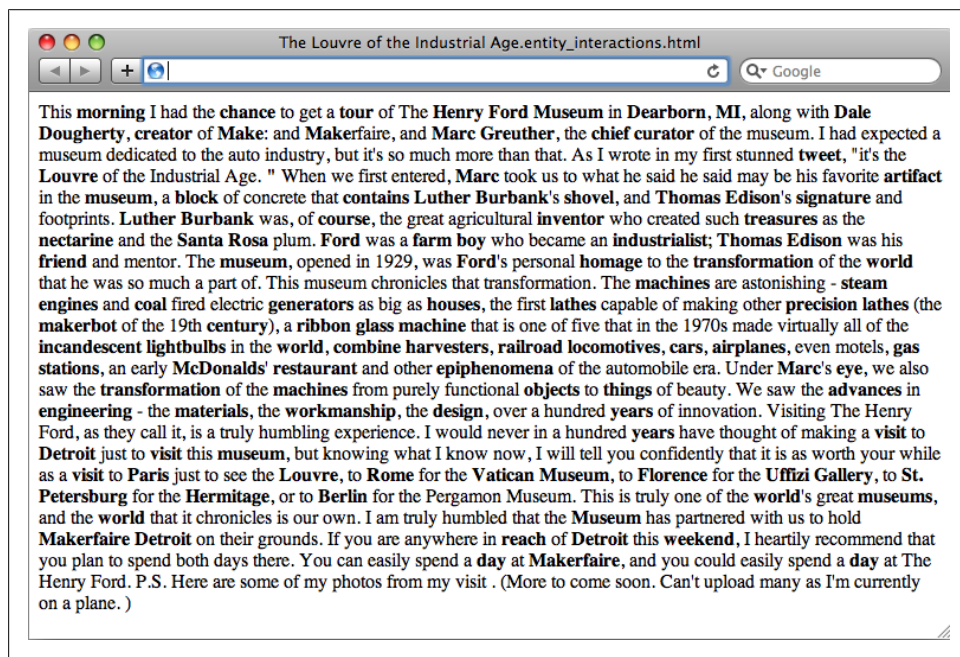 The Louvre of the Industrial Age.entity_interactions.html
Google
This morning I had the chance to get a tour of The Henry Ford Museum in Dearborn, MI, along with Dale
Dougherty, creator of Make: and Makerfaire, and Marc Greuther, the chief curator of the museum. I had expected a
museum dedicated to the auto industry, but it's so much more than that. As I wrote in my first stunned tweet, "it's the
Louvre of the Industrial Age. " When we first entered, Marc took us to what he said he said may be his favorite artifact
in the museum, a block of concrete that contains Luther Burbank's shovel, and Thomas Edison's signature and
footprints. Luther Burbank was, of course, the great agricultural inventor who created such treasures as the
nectarine and the Santa Rosa plum. Ford was a farm boy who became an industrialist; Thomas Edison was his
friend and mentor. The museum, opened in 1929, was Ford's personal homage to the transformation of the world
that he was so much a part of. This museum chronicles that transformation. The machines are astonishing - steam
engines and coal fired electric generators as big as houses, the first lathes capable of making other precision lathes (the
makerbot of the 19th century), a ribbon glass machine that is one of five that in the 1970s made virtually all of the
incandescent lightbulbs in the world, combine harvesters, railroad locomotives, cars, airplanes, even motels, gas
stations, an early McDonalds' restaurant and other epiphenomena of the automobile era. Under Marc's eye, we also
saw the transformation of the machines from purely functional objects to things of beauty. We saw the advances in
engineering - the materials, the workmanship, the design, over a hundred years of innovation. Visiting The Henry
Ford, as they call it, is a truly humbling experience. I would never in a hundred years have thought of making a visit to
Detroit just to visit this museum, but knowing what I know now, I will tell you confidently that it is as worth your while
as a visit to Paris just to see the Louvre, to Rome for the Vatican Museum, to Florence for the Uffizi Gallery, to St.
Petersburg for the Hermitage, or to Berlin for the Pergamon Museum. This is truly one of the world's great museums,
and the world that it chronicles is our own. I am truly humbled that the Museum has partnered with us to hold
Makerfaire Detroit on their grounds. If you are anywhere in reach of Detroit this weekend, I heartily recommend that
you plan to spend both days there. You can easily spend a day at Makerfaire, and you could easily spend a day at The
Henry Ford. P.S. Here are some of my photos from my visit . (More to come soon. Can't upload many as I'm currently
on a plane. )